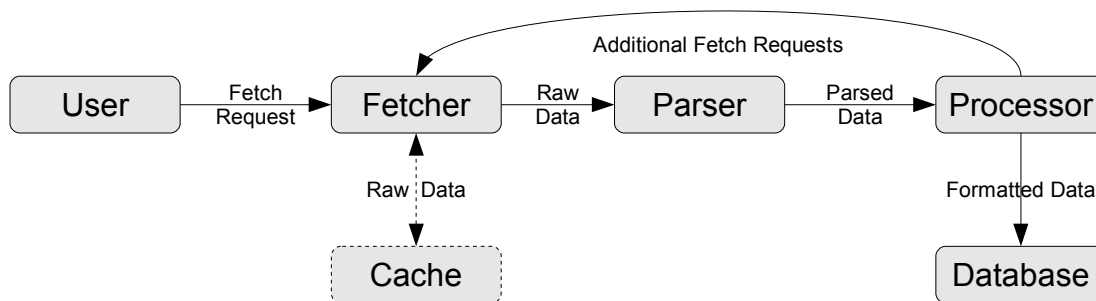 Additional Fetch Requests
User
Fetch
Request
Fetcher
Raw
Data
Parser
Parsed
Data
Processor
Raw Data
Formatted Data
Cache
Database